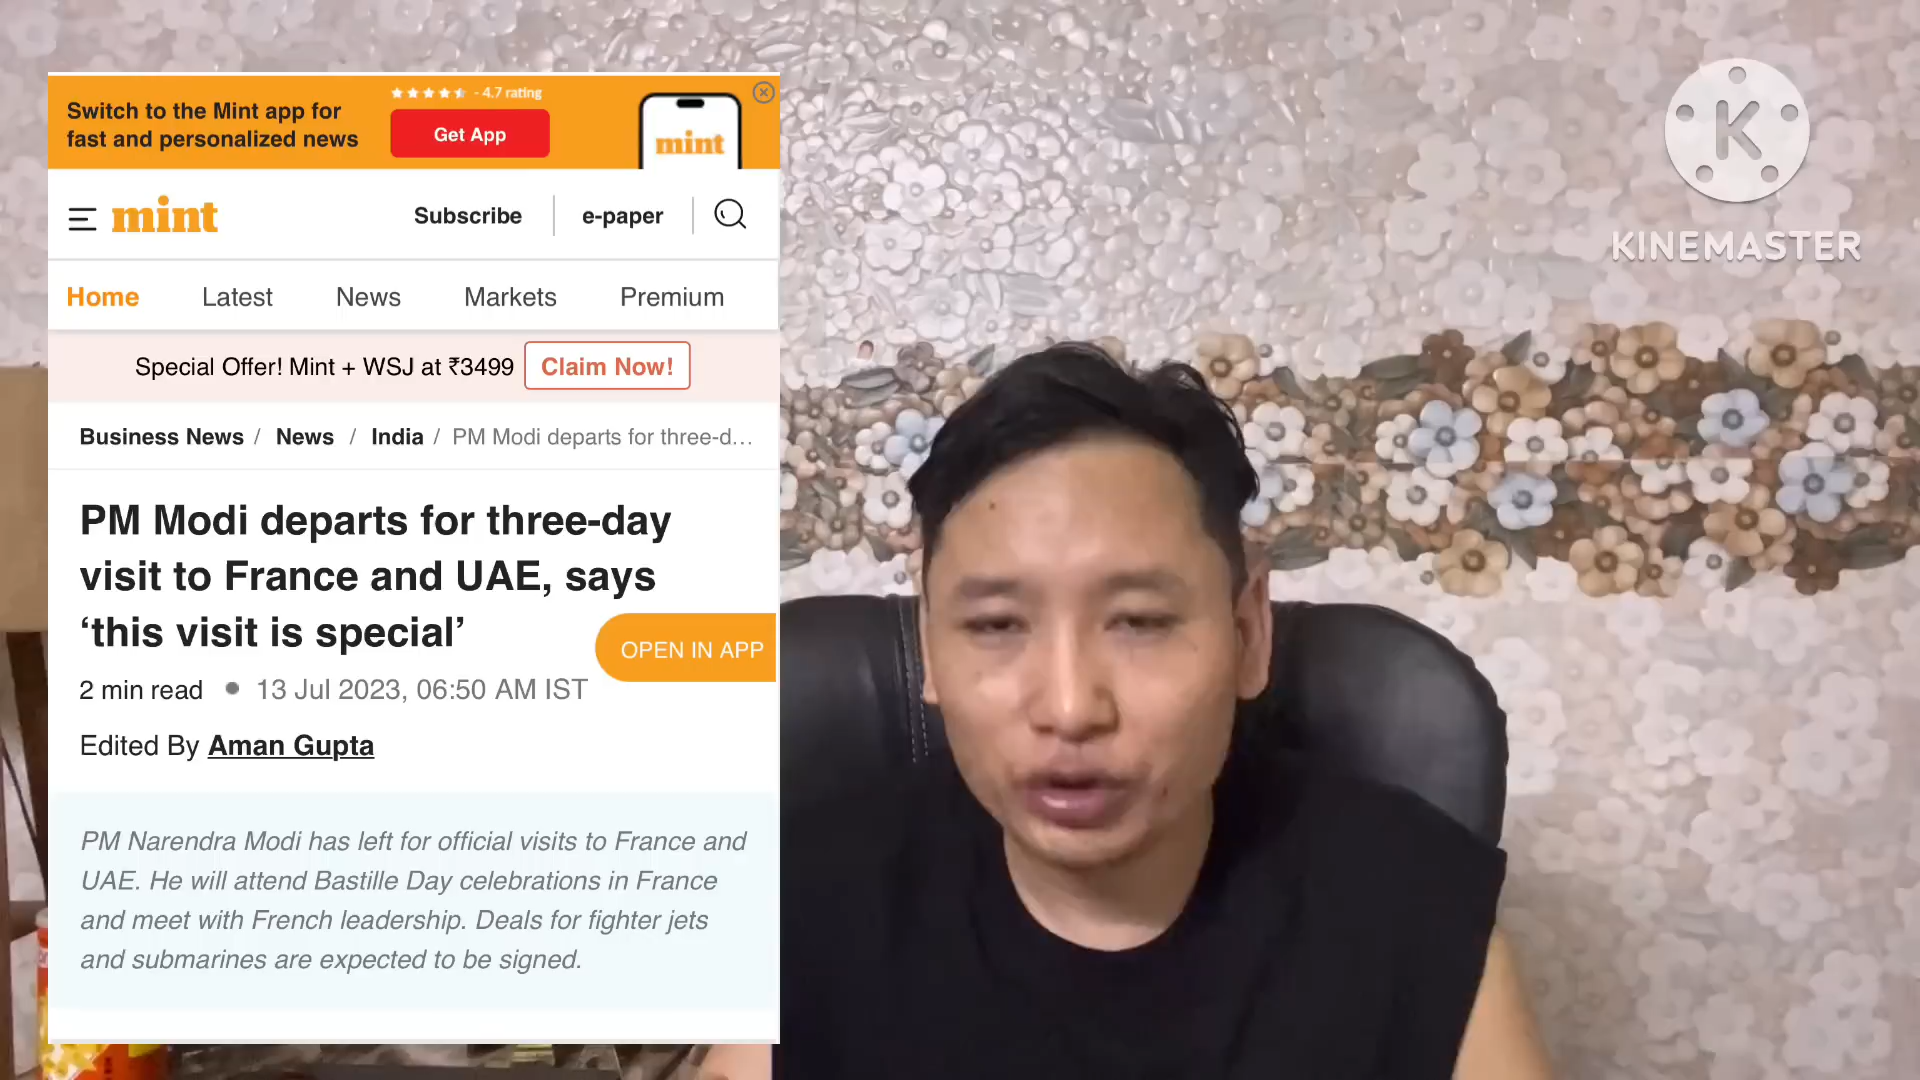 Switch to the Mint app for
fast and personalized news
- 4.7 rating
Get App
mint
mint
Subscribe
e-paper
Home
Latest
News
Markets
Premium
Special Offer! Mint + WSJ at ₹3499
Claim Now!
Business News / News / India / PM Modi departs for three-d...
PM Modi departs for three-day
visit to France and UAE, says
‘this visit is special’
OPEN IN APP
2 min read • 13 Jul 2023, 06:50 AM IST
Edited By Aman Gupta
PM Narendra Modi has left for official visits to France and
UAE. He will attend Bastille Day celebrations in France
and meet with French leadership. Deals for fighter jets
and submarines are expected to be signed.
K
KINEMASTER